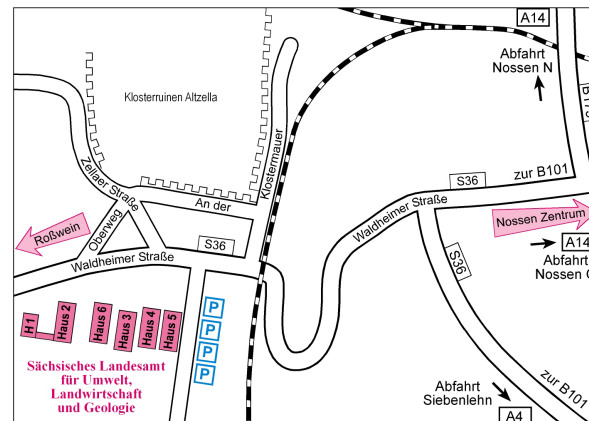 A14
Abfahrt
Nossen N
B175
Klosterruinen Altzella
Klostermauer
Zellaer Straße
An der
S36
zur B101
Waldheimer Straße
Nossen Zentrum
Roßwein
Oberweg
S36
Waldheimer Straße
A14
Abfahrt
Nossen O
S36
H 1
Haus 2
Haus 6
Haus 3
Haus 4
Haus 5
P
P
P
P
Sächsisches Landesamt
für Umwelt,
Landwirtschaft
und Geologie
zur B101
Abfahrt
Siebenlehn
A4